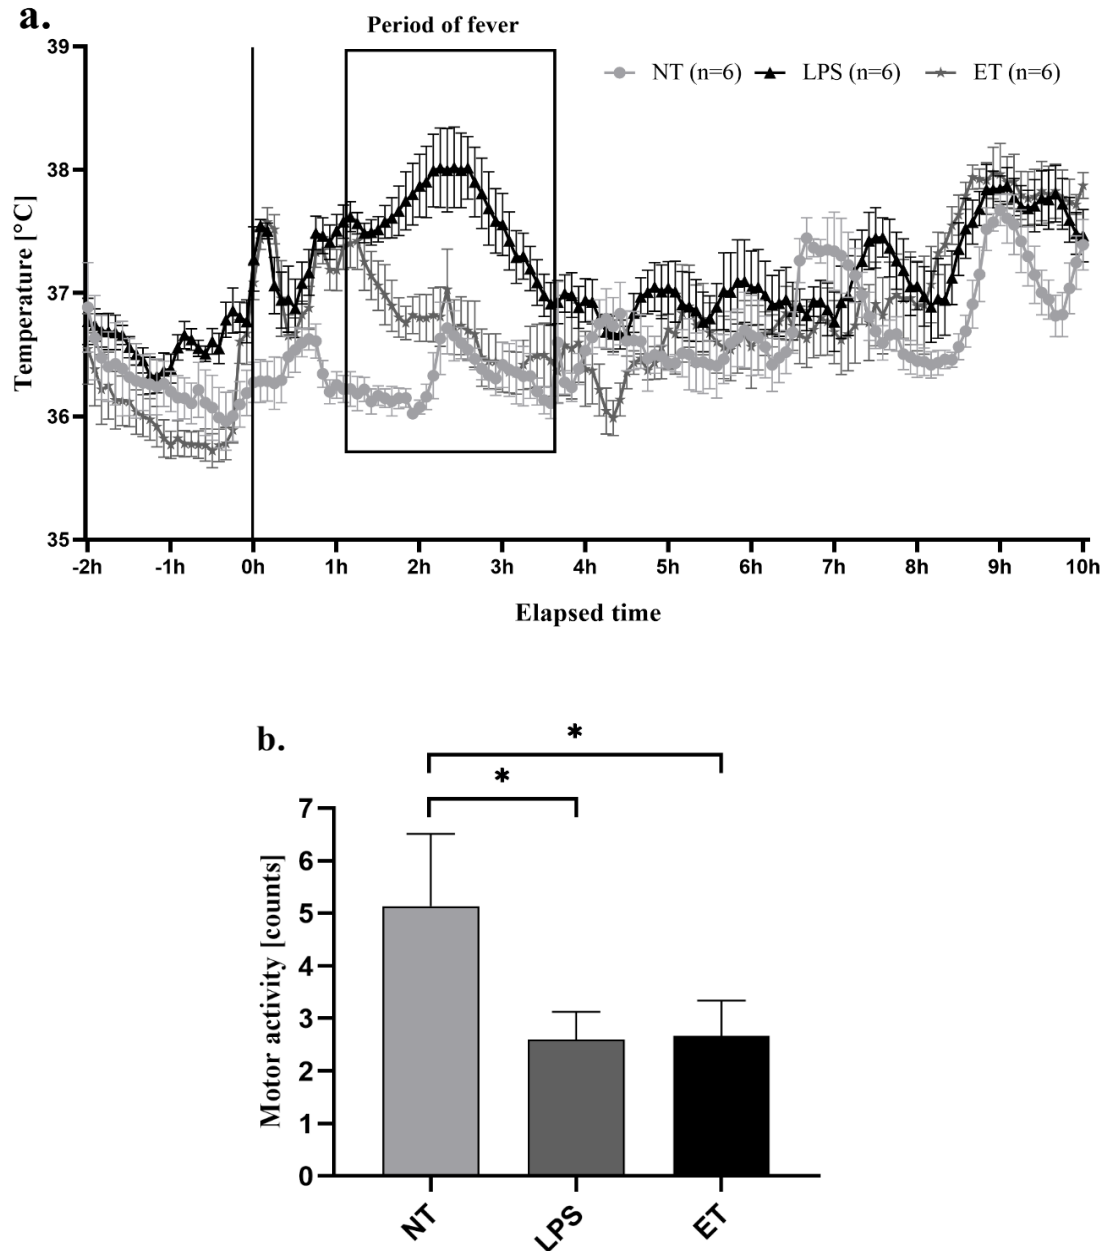 a.
Period of fever
NT (n=6) LPS (n=6) ET (n=6)
Temperature [°C]
39
38
37
36
35
-2h -1h 0h 1h 2h 3h 4h 5h 6h 7h 8h 9h 10h
Elapsed time
b.
*
*
Motor activity [counts]
7
6
5
4
3
2
1
0
NT LPS ET